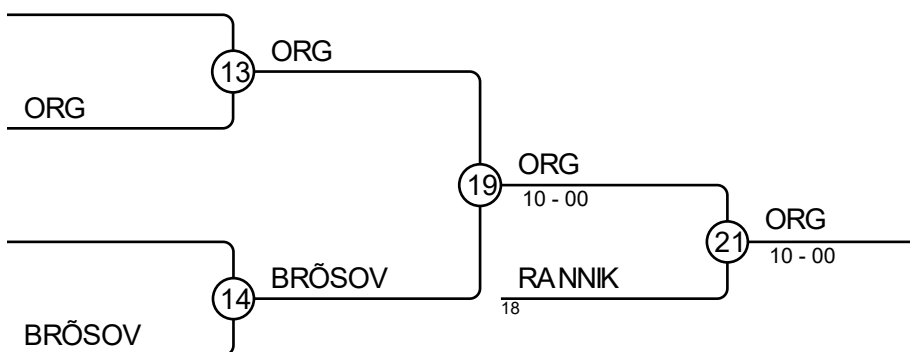 ORG
13
ORG
ORG
19
10 - 00
ORG
21
10 - 00
BRÕSOV
RANNIK
14
18
BRÕSOV